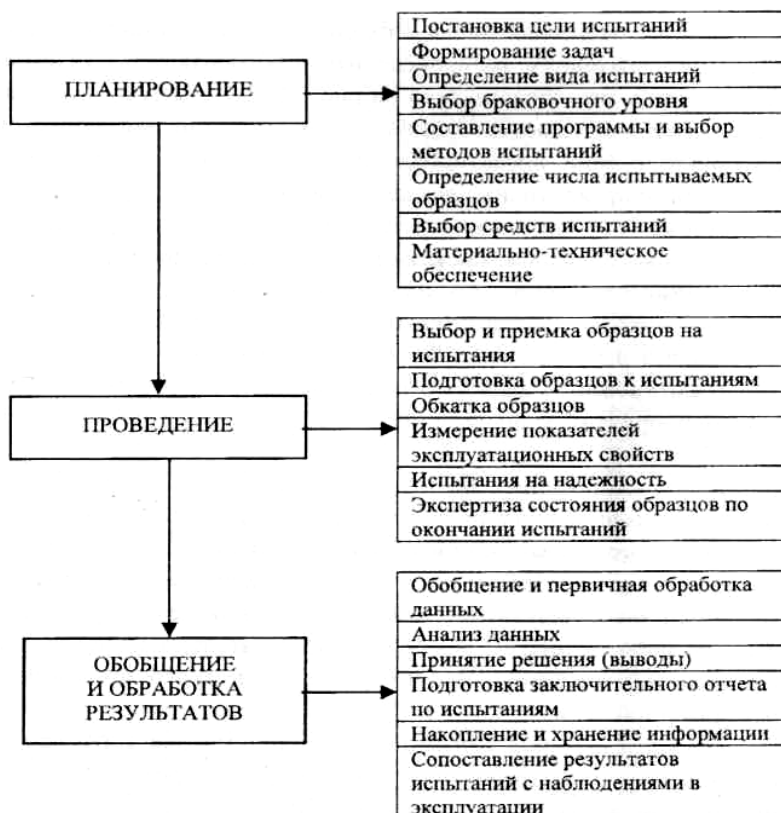 ПЛАНИРОВАНИЕ
Постановка цели испытаний
Формирование задач
Определение вида испытаний
Выбор браковочного уровня
Составление программы и выбор
методов испытаний
Определение числа испытываемых
образцов
Выбор средств испытаний
Материально-техническое
обеспечение
ПРОВЕДЕНИЕ
Выбор и приемка образцов на
испытания
Подготовка образцов к испытаниям
Обкатка образцов
Измерение показателей
эксплуатационных свойств
Испытания на надежность
Экспертиза состояния образцов по
окончании испытаний
ОБОБЩЕНИЕ
И ОБРАБОТКА
РЕЗУЛЬТАТОВ
Обобщение и первичная обработка
данных
Анализ данных
Принятие решения (выводы)
Подготовка заключительного отчета
по испытаниям
Накопление и хранение информации
Сопоставление результатов
испытаний с наблюдениями в
эксплуатации